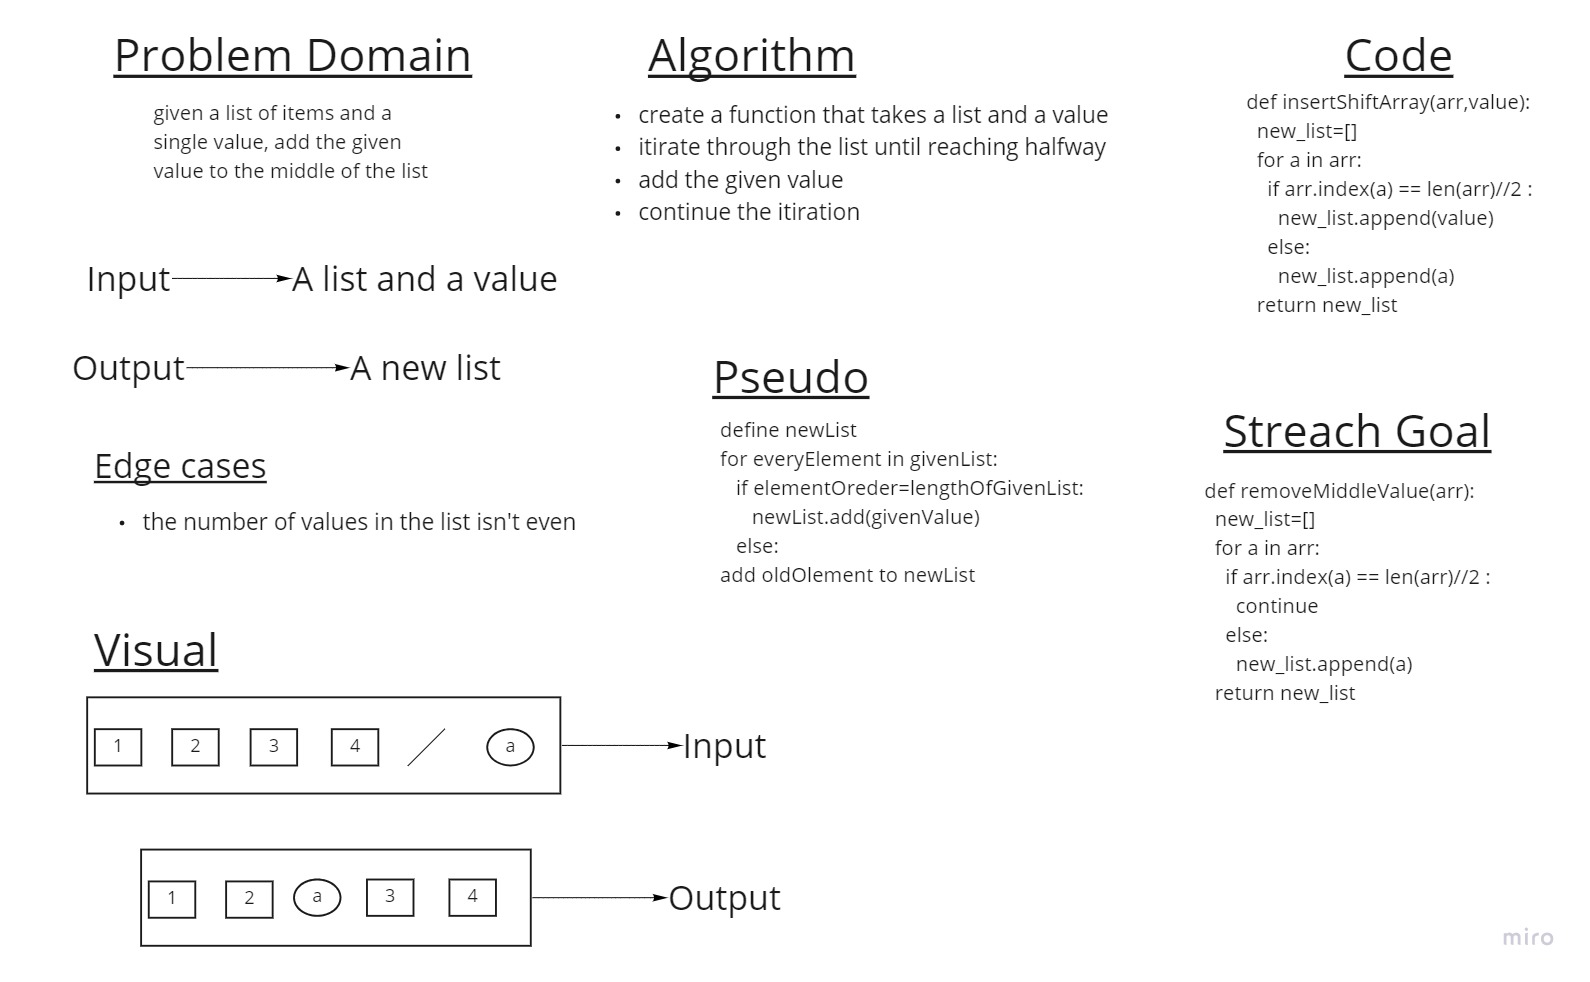 Problem Domain
given a list of items and a
single value, add the given
value to the middle of the list
Input
A list and a value
Output
A new list
Edge cases
• the number of values in the list isn't even
Visual
1 2 3 4 / a
Input
1 2 a 3 4
Output
Algorithm
• create a function that takes a list and a value
• itirate through the list until reaching halfway
• add the given value
• continue the itiration
Pseudo
define newList
for everyElement in givenList:
if elementOreder=lengthOfGivenList:
newList.add(givenValue)
else:
add oldOlement to newList
Code
def insertShiftArray(arr,value):
new_list=[]
for a in arr:
if arr.index(a) == len(arr)//2 :
new_list.append(value)
else:
new_list.append(a)
return new_list
Streach Goal
def removeMiddleValue(arr):
new_list=[]
for a in arr:
if arr.index(a) == len(arr)//2 :
continue
else:
new_list.append(a)
return new_list
miro